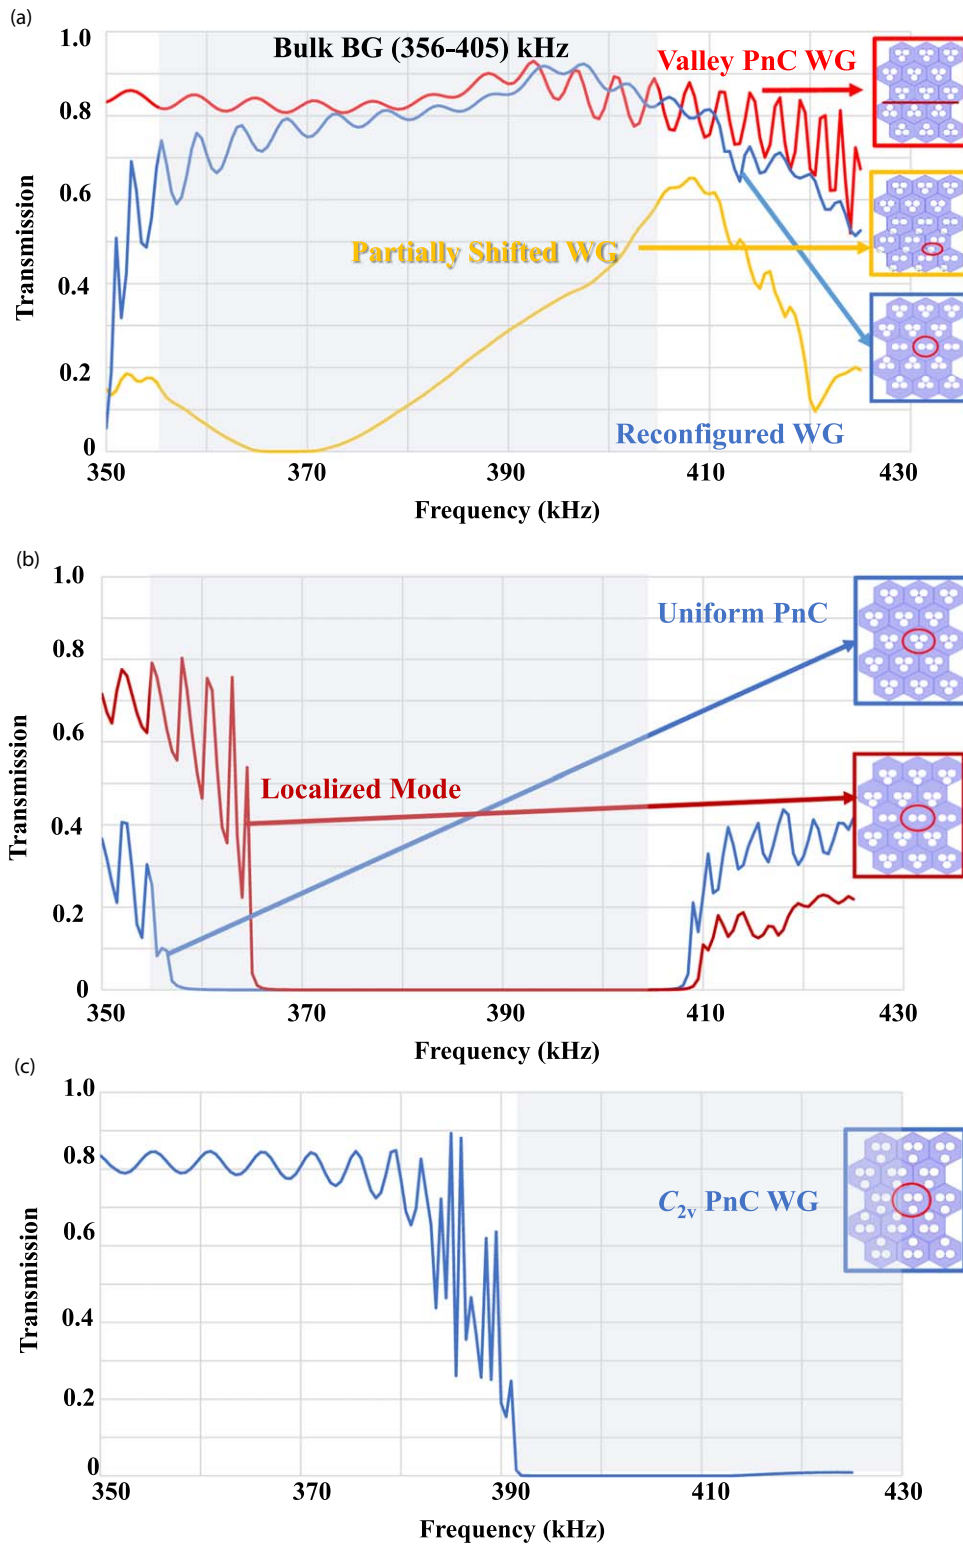 (a)
1.0
Bulk BG (356-405) kHz
Valley PnC WG
0.8
0.6
Transmission
Partially Shifted WG
0.4
0.2
Reconfigured WG
0
350 370 390 410 430
Frequency (kHz)
(b)
1.0
Uniform PnC
0.8
0.6
Transmission
Localized Mode
0.4
0.2
0
350 370 390 410 430
Frequency (kHz)
(c)
1.0
0.8
C2v PnC WG
0.6
Transmission
0.4
0.2
0
350 370 390 410 430
Frequency (kHz)